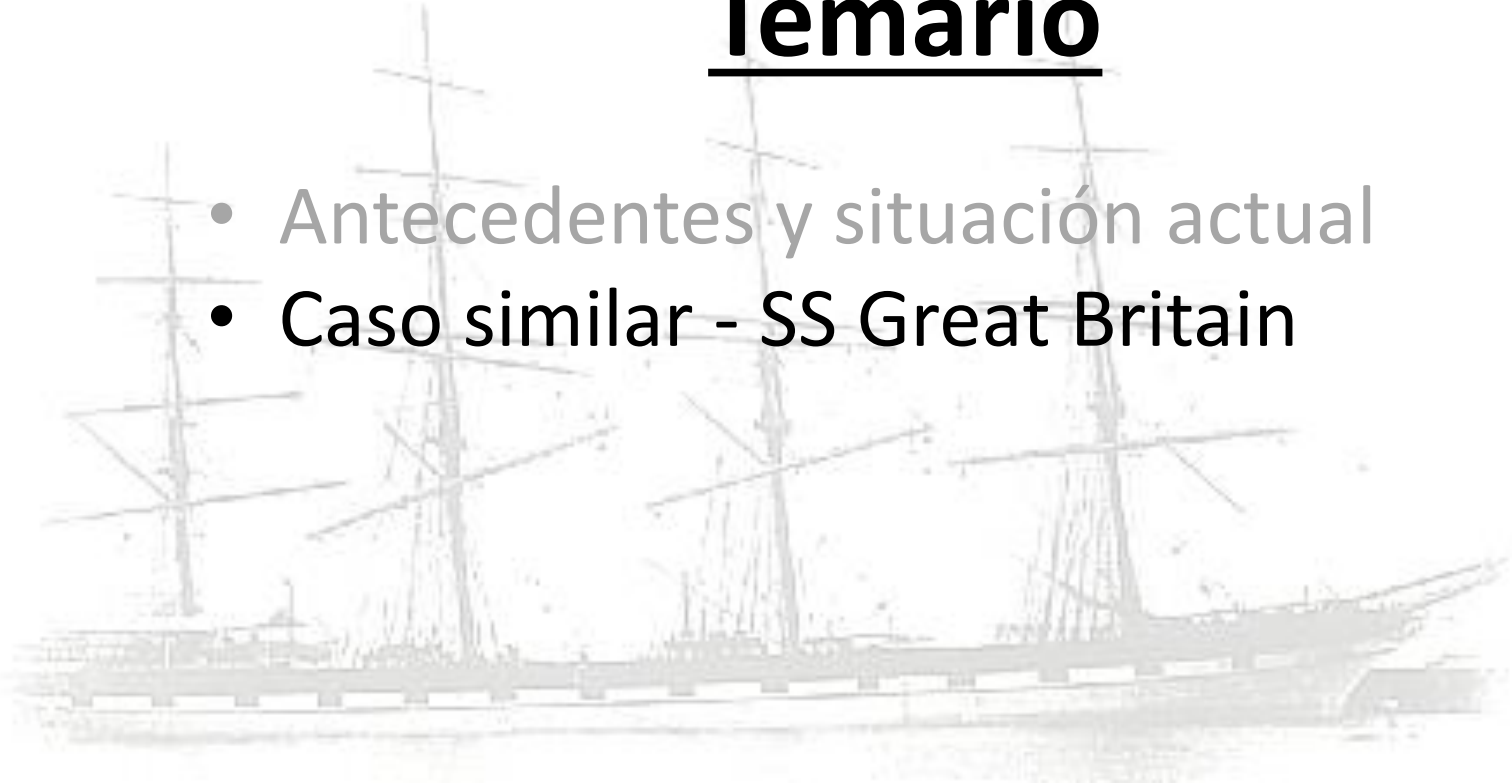 Temario
• Antecedentes y situación actual
• Caso similar - SS Great Britain